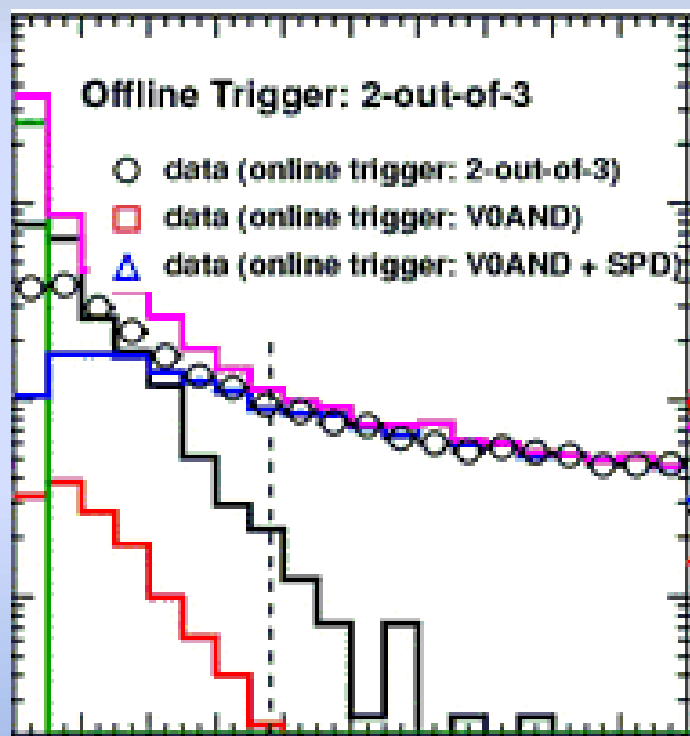 Offline Trigger: 2-out-of-3
data (online trigger: 2-out-of-3)
data (online trigger: V0AND)
data (online trigger: V0AND + SPD)